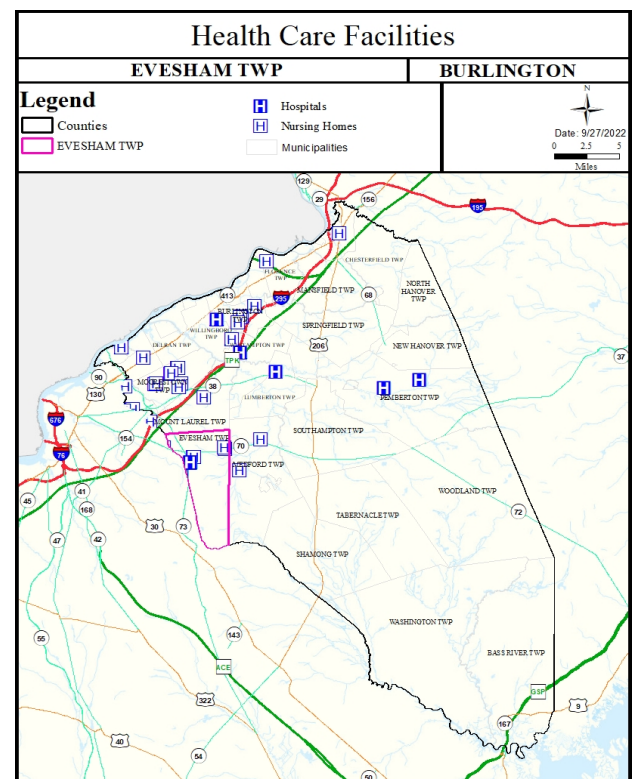 Health Care Facilities
EVESHAM TWP
BURLINGTON
Legend
Counties
EVESHAM TWP
H Hospitals
H Nursing Homes
Municipalities
N
Date: 9/27/2022
0 2.5 5
Miles
129
29
156
195
H
CHESTERFIELD TWP
H
FLORENCE TWP
NORTH HANOVER TWP
413
295
MANSFIELD TWP
68
H
H
WILLINGBORO TWP
SPRINGFIELD TWP
206
NEW HANOVER TWP
DELRAN TWP
TPK
37
90
130
38
LUMBERTON TWP
H
H
H
PEMBERTON TWP
676
76
154
MOUNT LAUREL TWP
EVESHAM TWP
70
H
SOUTHAMPTON TWP
H
H
MEDFORD TWP
45
41
168
47
42
30
73
WOODLAND TWP
72
TABERNACLE TWP
SHAMONG TWP
55
143
WASHINGTON TWP
BASS RIVER TWP
ACE
GSP
322
9
167
40
54
50